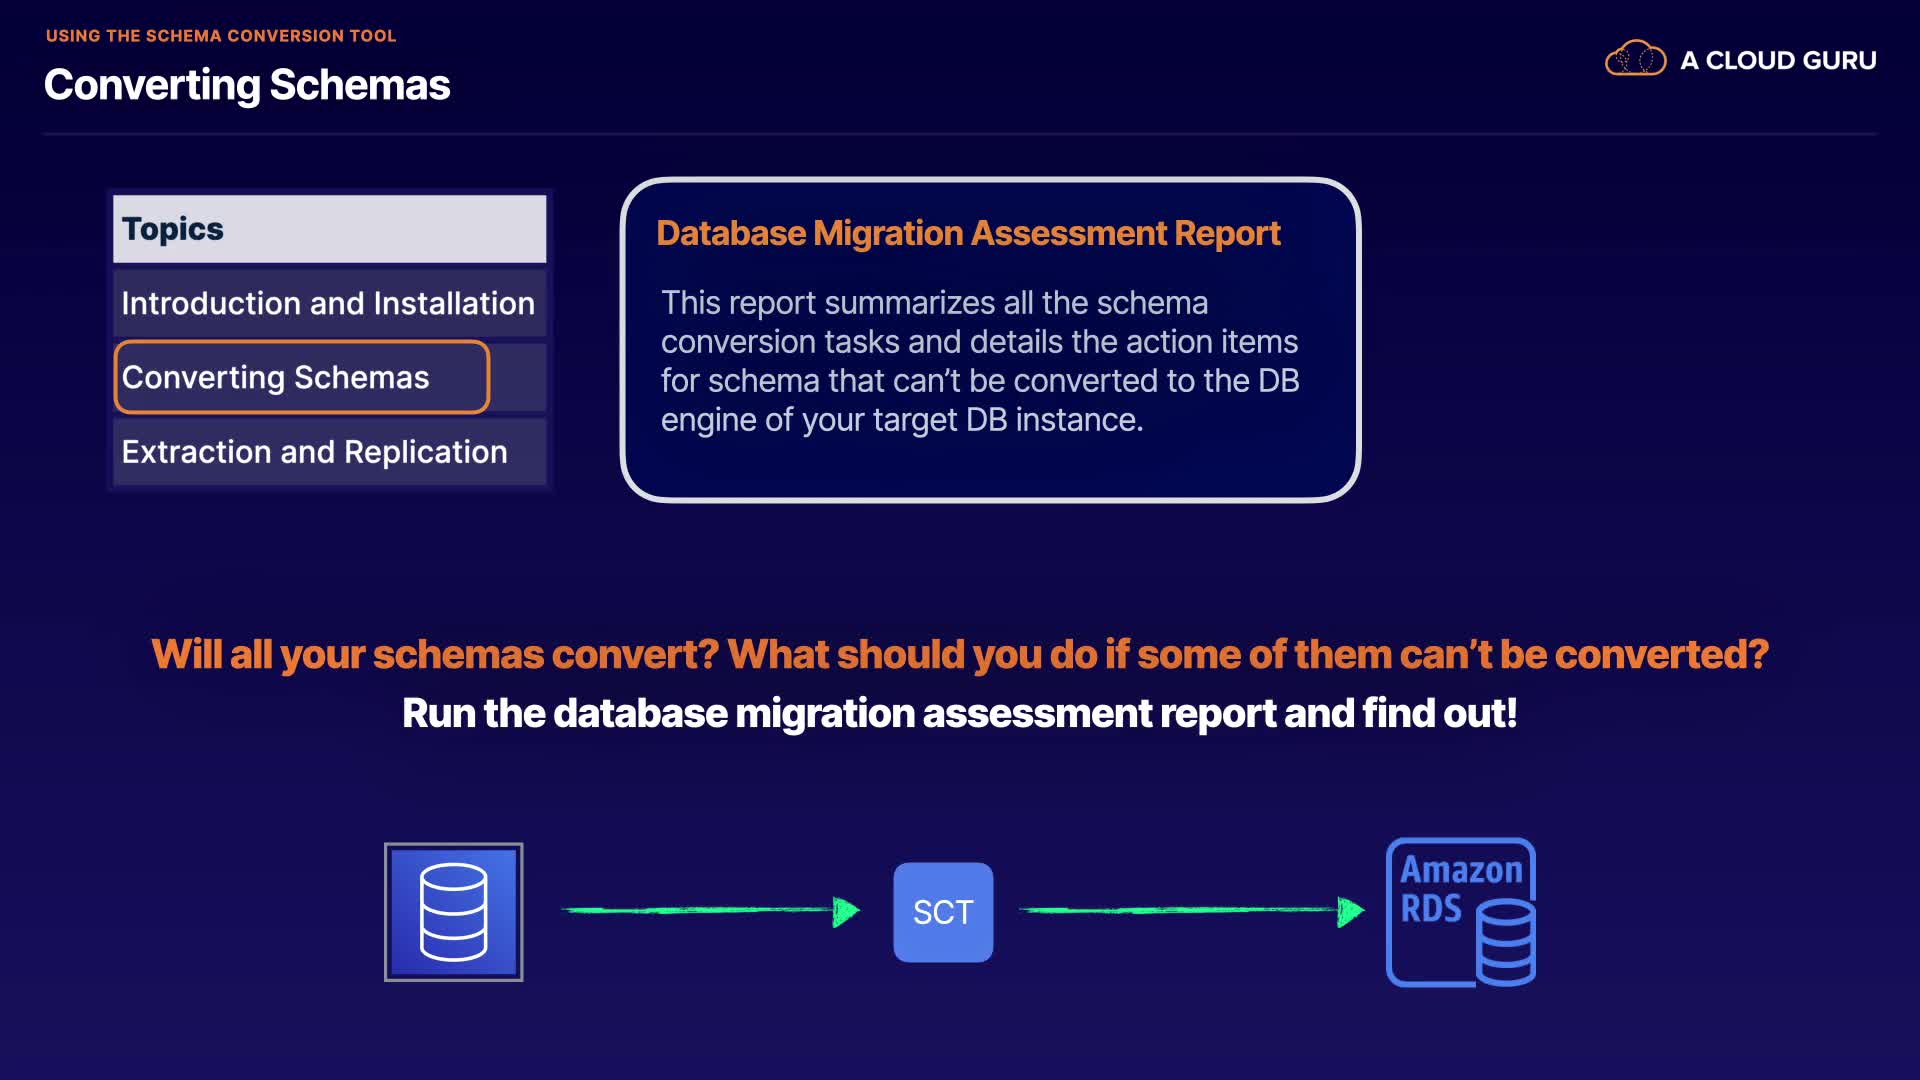 USING THE SCHEMA CONVERSION TOOL
Converting Schemas
A CLOUD GURU
Topics
Introduction and Installation
Converting Schemas
Extraction and Replication
Database Migration Assessment Report
This report summarizes all the schema
conversion tasks and details the action items
for schema that can’t be converted to the DB
engine of your target DB instance.
Will all your schemas convert? What should you do if some of them can’t be converted?
Run the database migration assessment report and find out!
SCT
Amazon
RDS